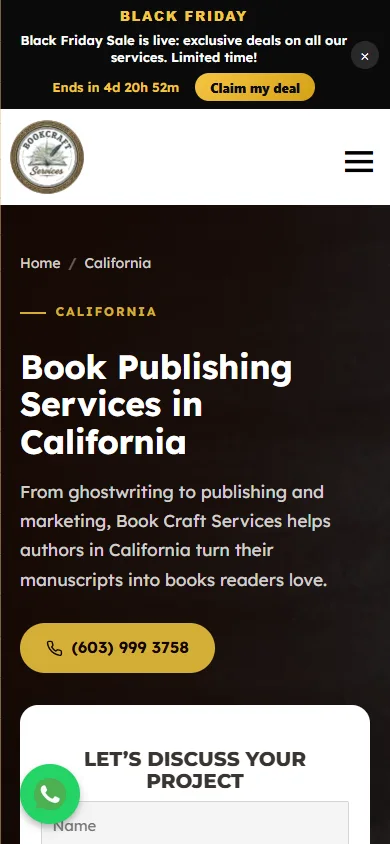 BLACK FRIDAY
Black Friday Sale is live: exclusive deals on all our
services. Limited time!
×
Ends in 4d 20h 52m
Claim my deal
BOOKCRAFT
Services
Home / California
CALIFORNIA
Book Publishing
Services in
California
From ghostwriting to publishing and
marketing, Book Craft Services helps
authors in California turn their
manuscripts into books readers love.
(603) 999 3758
LET’S DISCUSS YOUR
PROJECT
Name